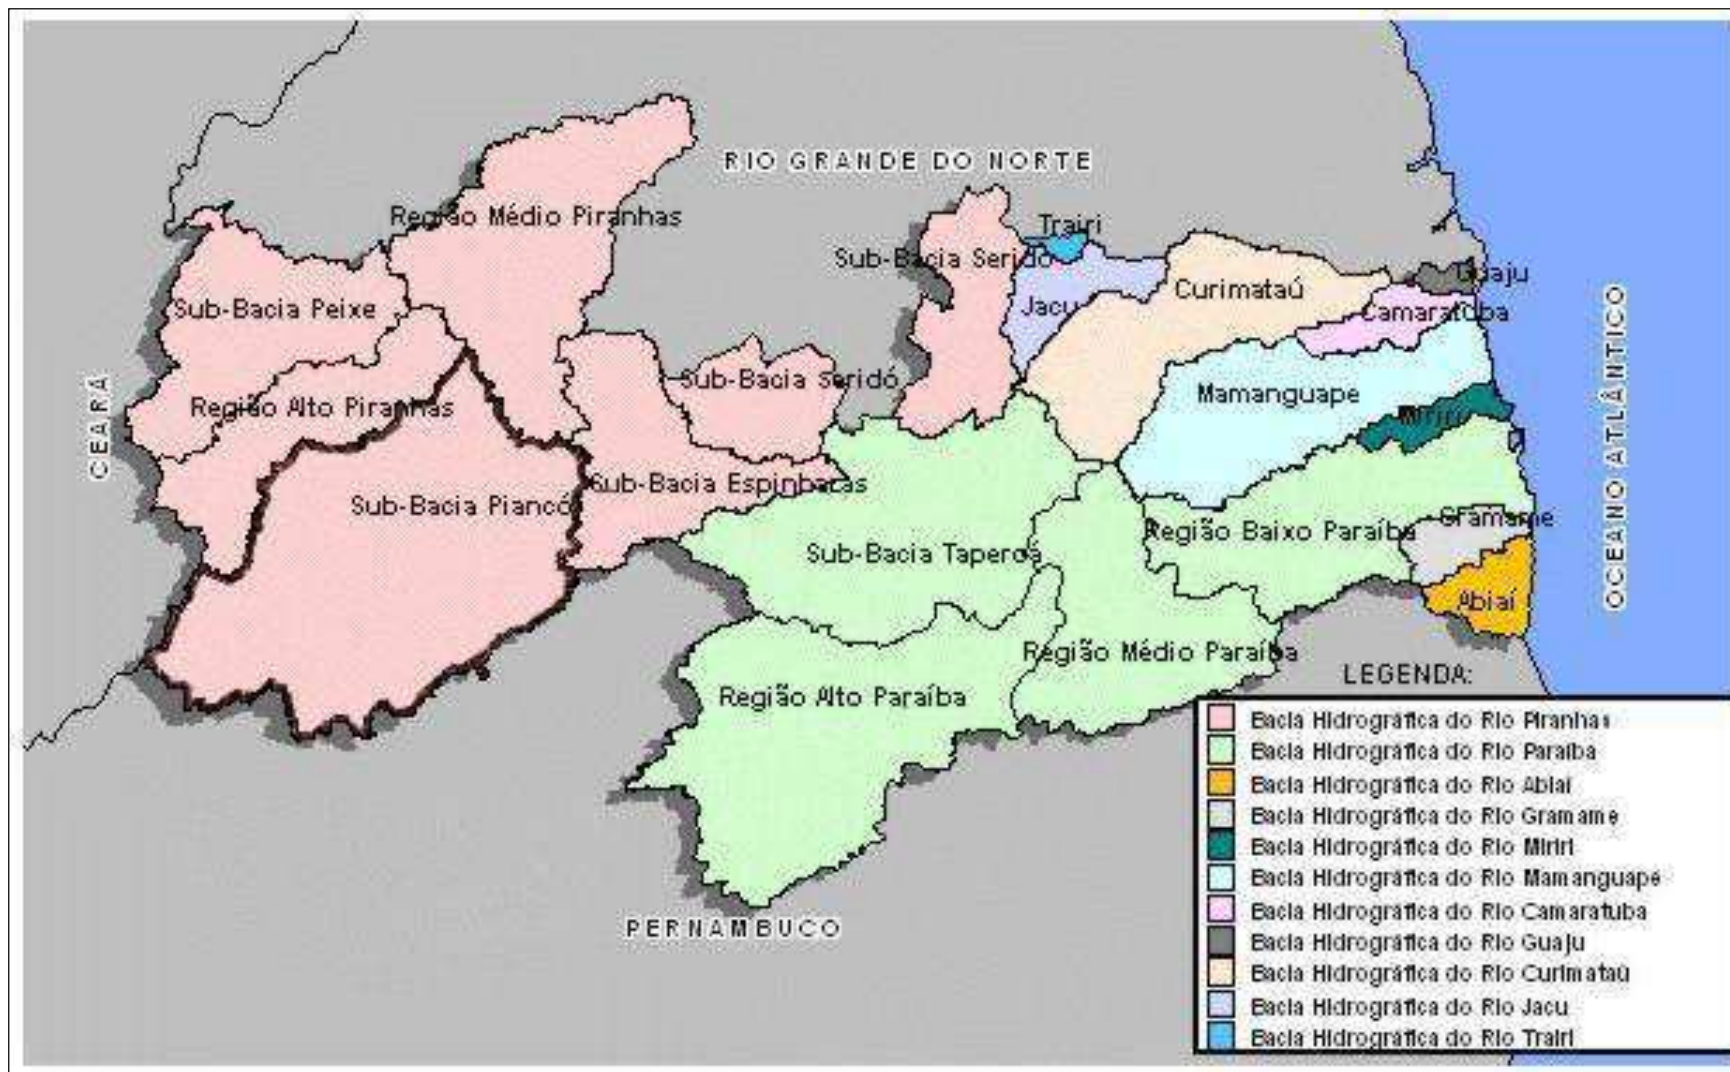 RIO GRANDE DO NORTE
Região Médio Piranhas
Trairi
Sub-Bacia Seridó
Guaju
Sub-Bacia Peixe
Jacu
Curimataú
Camaratuba
CEARÁ
OCEANO ATLÂNTICO
Sub-Bacia Seridó
Região Alto Piranhas
Mamanguape
Miriri
Sub-Bacia Piancó
Sub-Bacia Espinharas
Gramame
Região Baixo Paraíba
Sub-Bacia Taperoá
Abiaí
Região Médio Paraíba
Região Alto Paraíba
PERNAMBUCO
LEGENDA:
Bacia Hidrográfica do Rio Piranhas
Bacia Hidrográfica do Rio Paraíba
Bacia Hidrográfica do Rio Abiaí
Bacia Hidrográfica do Rio Gramame
Bacia Hidrográfica do Rio Miriri
Bacia Hidrográfica do Rio Mamanguape
Bacia Hidrográfica do Rio Camaratuba
Bacia Hidrográfica do Rio Guaju
Bacia Hidrográfica do Rio Curimataú
Bacia Hidrográfica do Rio Jacu
Bacia Hidrográfica do Rio Trairi